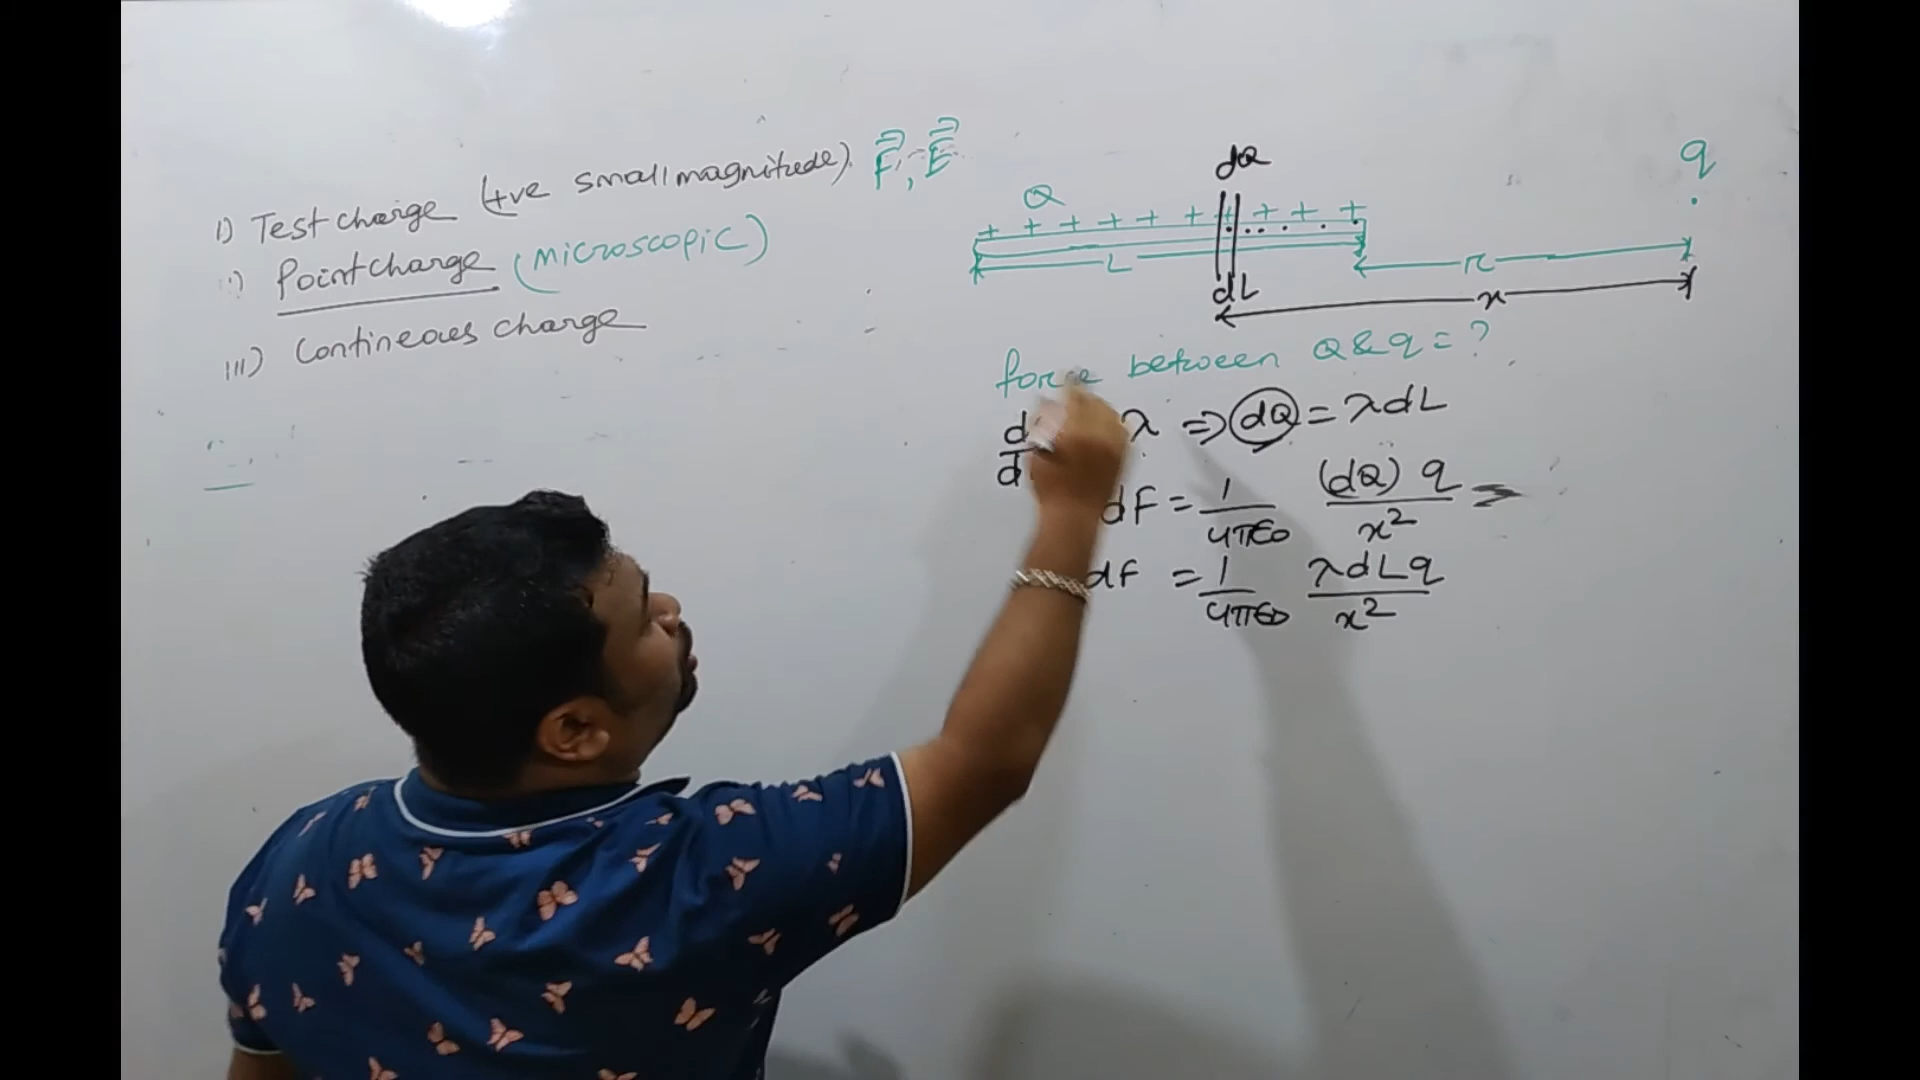 I) Test charge (+ve small magnitude). F⃗, E⃗
Point charge (microscopic)
III) Contineous charge
dQ
q
Q
+ + + + + + + + + +
L
r
dL
x
force between Q & q = ?
λ ⇒ dQ = λdL
dF = 1/4πε0 (dQ) q/x² =
dF = 1/4πε0 λdLq/x²